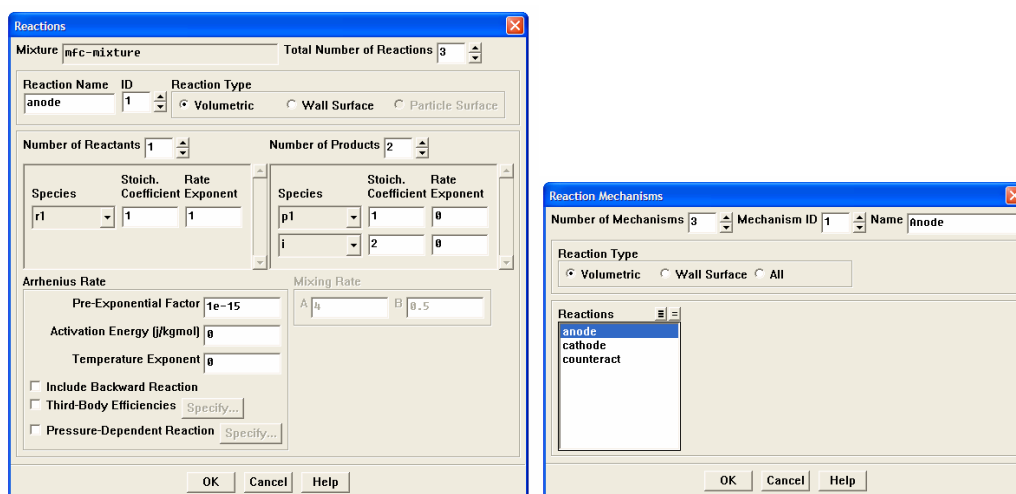 Reactions
Mixture mfc-mixture Total Number of Reactions 3
Reaction Name ID Reaction Type
anode 1 Volumetric Wall Surface Particle Surface
Number of Reactants 1 Number of Products 2
Stoich. Rate Stoich. Rate
Species Coefficient Exponent Species Coefficient Exponent
r1 1 1 p1 1 0
i 2 0
Arrhenius Rate Mixing Rate
Pre-Exponential Factor 1e-15 A 4 B 0.5
Activation Energy (j/kgmol) 0
Temperature Exponent 0
Include Backward Reaction
Third-Body Efficiencies Specify...
Pressure-Dependent Reaction Specify...
OK Cancel Help
Reaction Mechanisms
Number of Mechanisms 3 Mechanism ID 1 Name Anode
Reaction Type
Volumetric Wall Surface All
Reactions
anode
cathode
counteract
OK Cancel Help